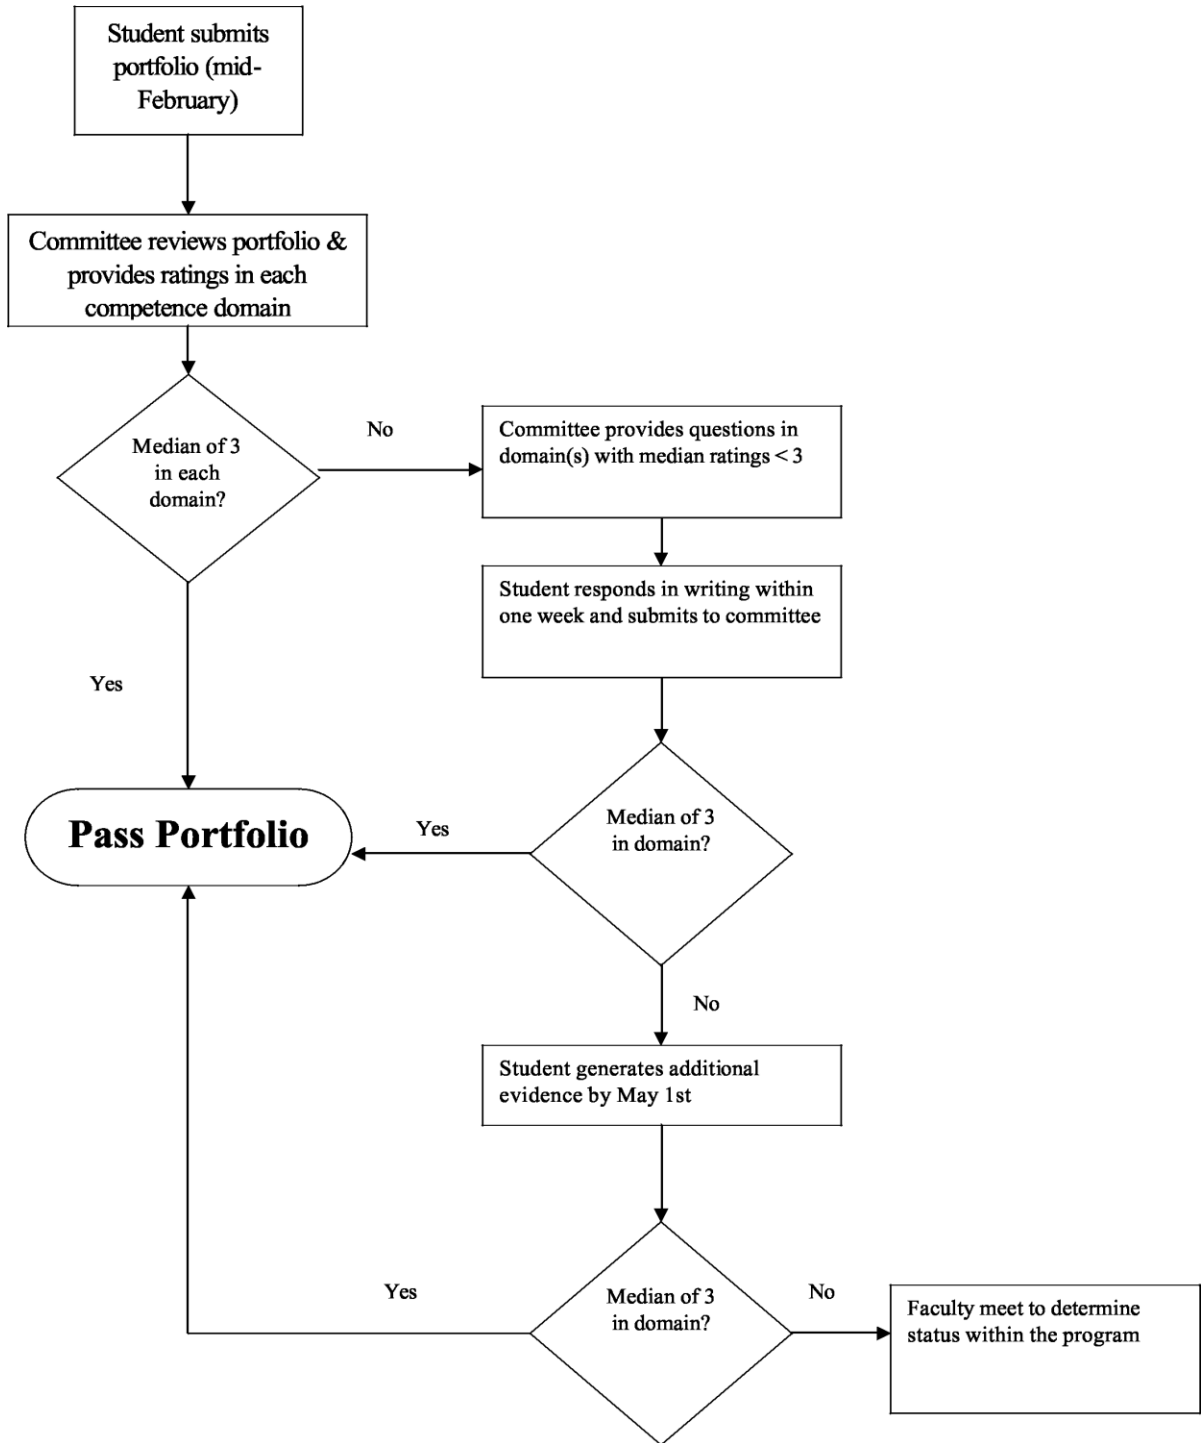 Student submits
portfolio (mid-
February)
Committee reviews portfolio &
provides ratings in each
competence domain
Median of 3
in each
domain?
No
Committee provides questions in
domain(s) with median ratings < 3
Student responds in writing within
one week and submits to committee
Yes
Pass Portfolio
Yes
Median of 3
in domain?
No
Student generates additional
evidence by May 1st
Yes
Median of 3
in domain?
No
Faculty meet to determine
status within the program